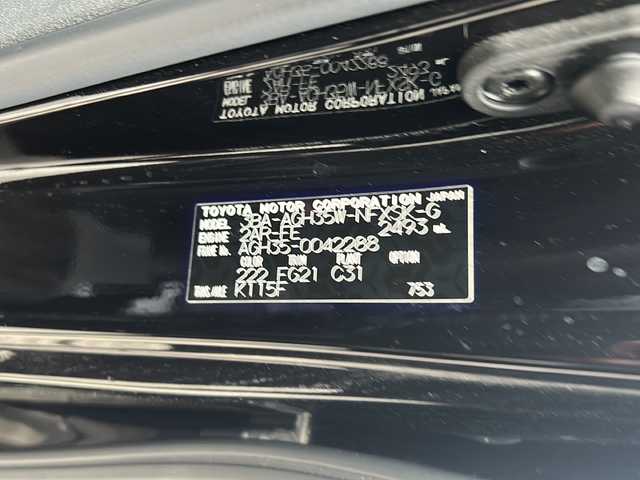 TOYOTA MOTOR CORPORATION JAPAN
MODEL 3BA-AGH35W-NFXSK-G
ENGINE 2AR-FE 2493 mL
FRAME No. AGH35-0042288
COLOR TRIM PLANT OPTION
222 FG21 C31
TRANS./AXLE K115F 753